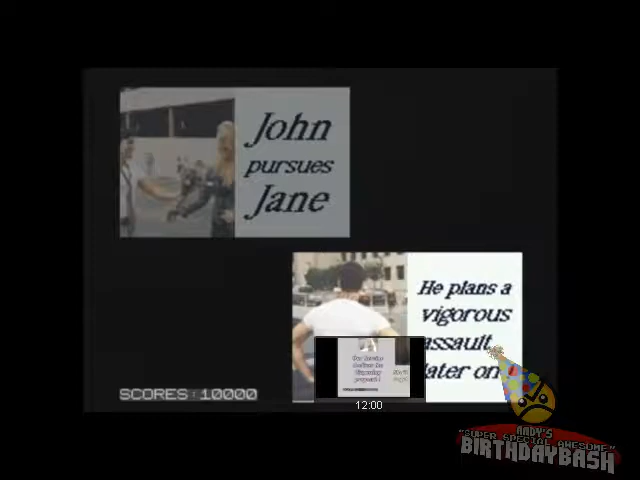 John
pursues
Jane
He plans a
vigorous
assault
later on
SCORES:10000
12:00
ANDY'S
"SUPER SPECIAL AWESOME"
BIRTHDAYBASH